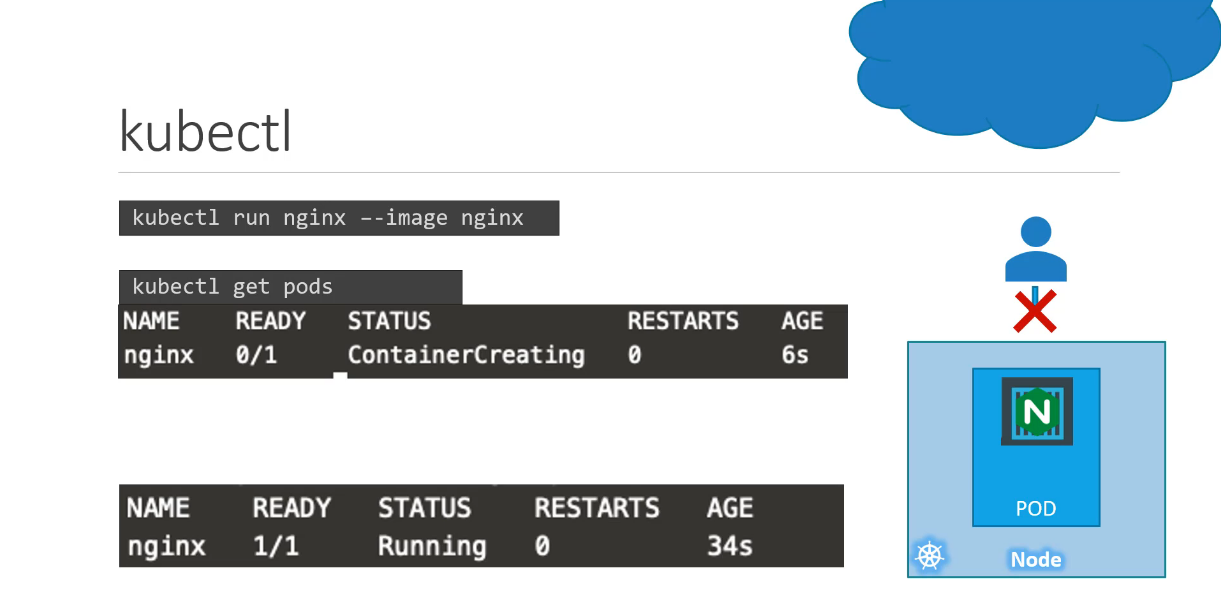 kubectl
kubectl run nginx –-image nginx
kubectl get pods
NAME READY STATUS RESTARTS AGE
nginx 0/1 ContainerCreating 0 6s
NAME READY STATUS RESTARTS AGE
nginx 1/1 Running 0 34s
N
POD
Node